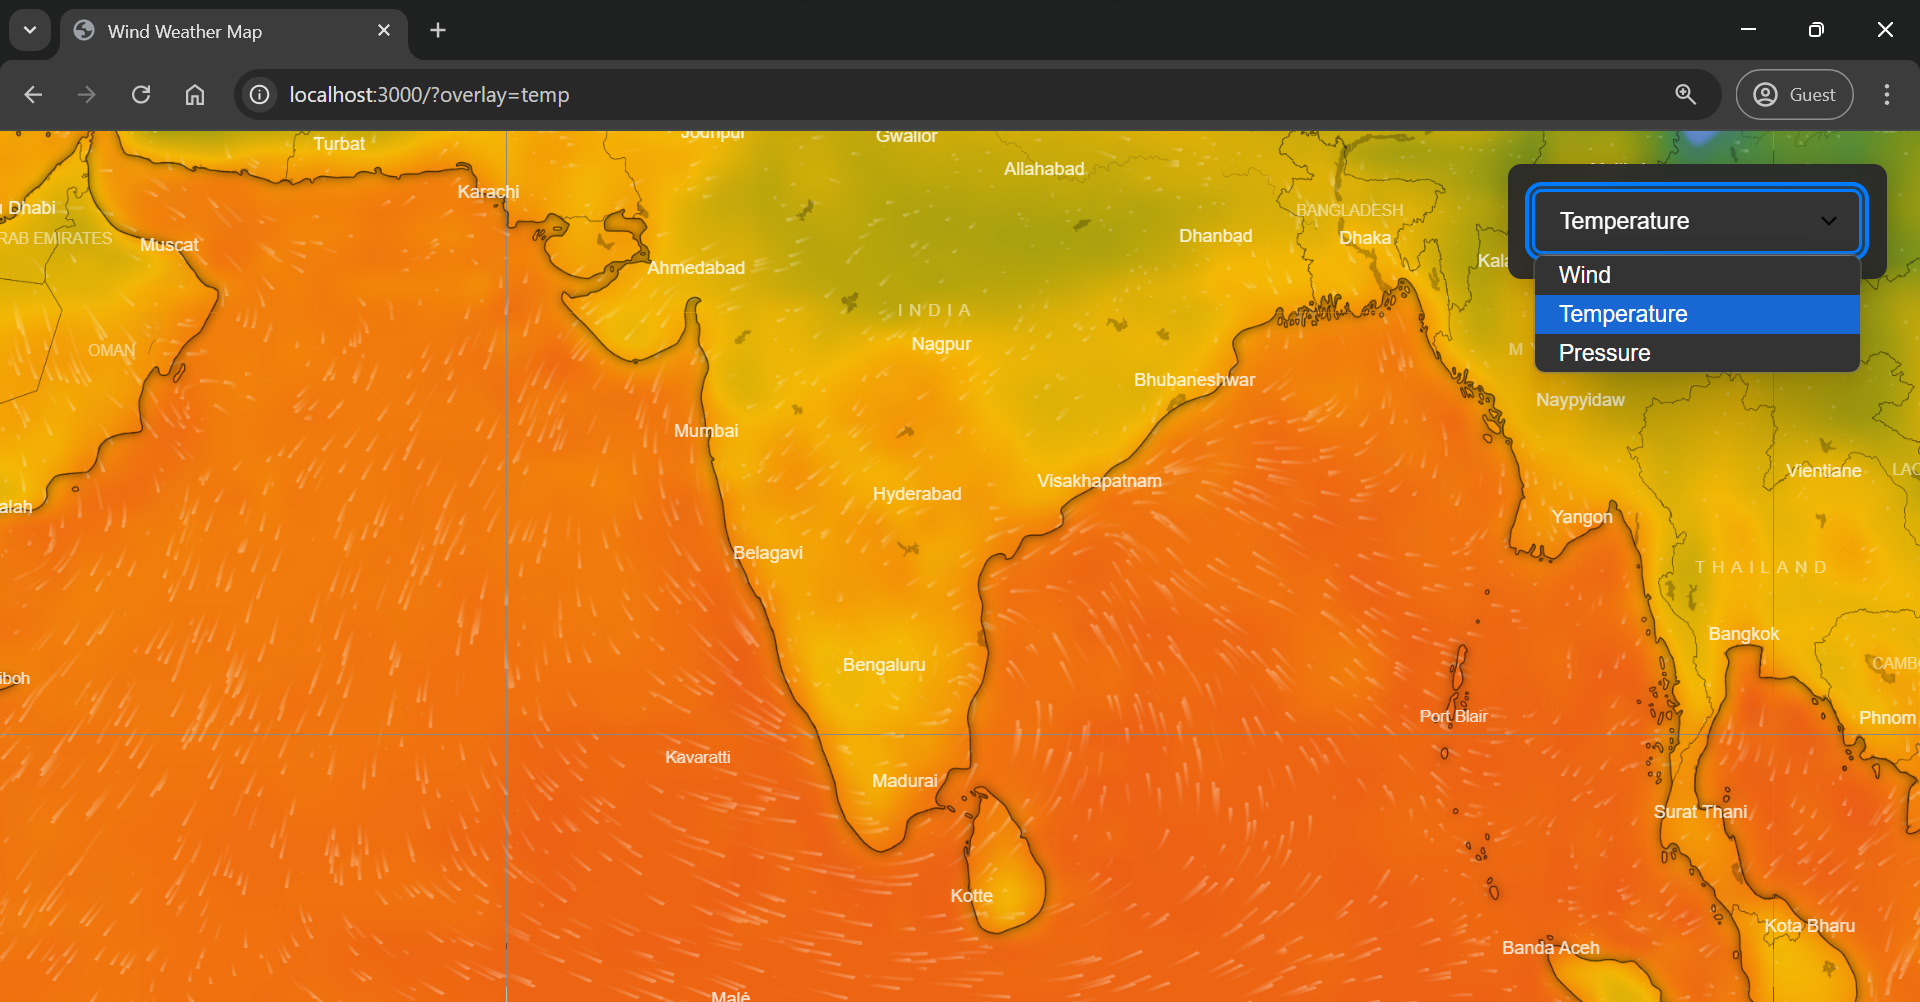 Wind Weather Map
localhost:3000/?overlay=temp
Guest
Turbat
Jodhpur
Gwalior
Allahabad
Karachi
Dhabi
BANGLADESH
Temperature
RAB EMIRATES
Muscat
Dhanbad
Dhaka
Kala
Ahmedabad
Wind
INDIA
Temperature
OMAN
Nagpur
M
Pressure
Bhubaneshwar
Naypyidaw
Mumbai
Vientiane
LAO
Visakhapatnam
Hyderabad
alah
Yangon
Belagavi
THAILAND
Bangkok
Bengaluru
CAMB
iboh
Port Blair
Phnom
Kavaratti
Madurai
Surat Thani
Kotte
Kota Bharu
Banda Aceh
Malé